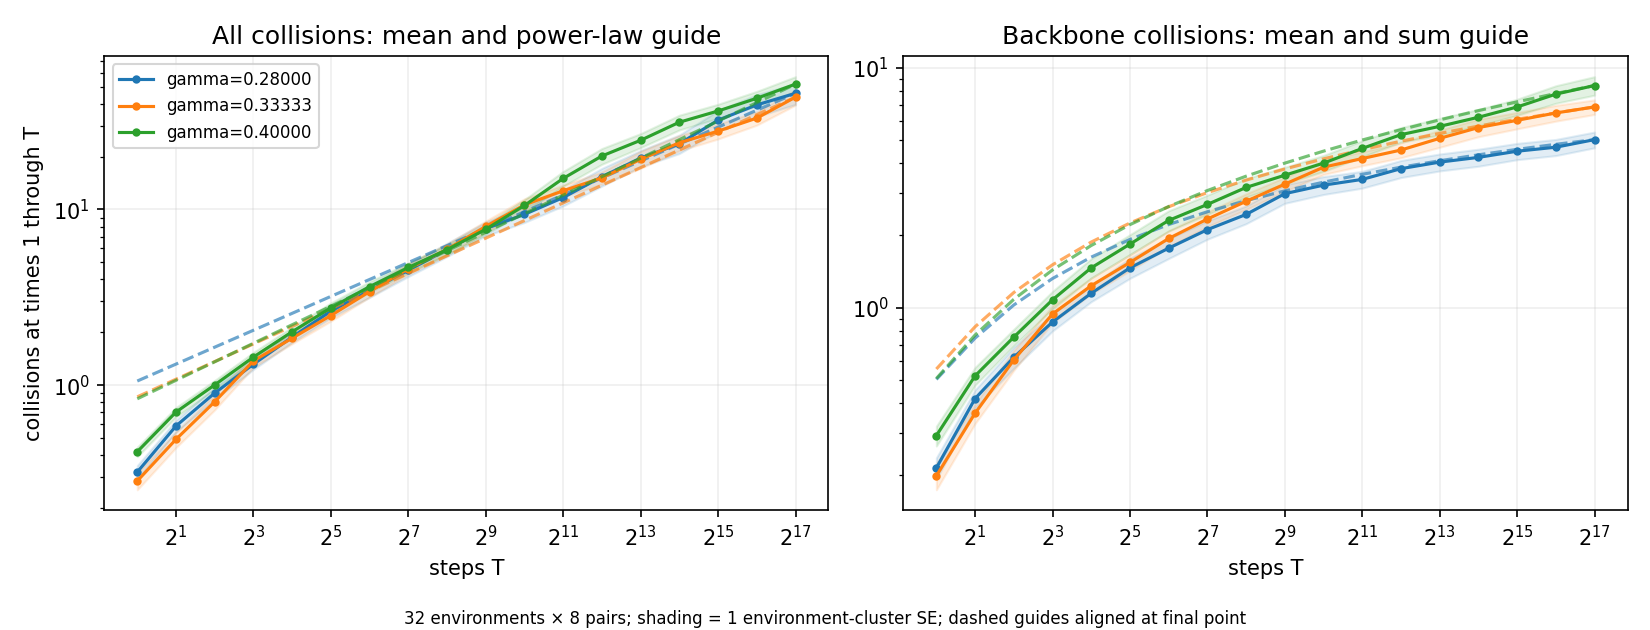 All collisions: mean and power-law guide
collisions at times 1 through T
gamma=0.28000
gamma=0.33333
gamma=0.40000
10^1
10^0
2^1 2^3 2^5 2^7 2^9 2^11 2^13 2^15 2^17
steps T
Backbone collisions: mean and sum guide
10^1
10^0
2^1 2^3 2^5 2^7 2^9 2^11 2^13 2^15 2^17
steps T
32 environments × 8 pairs; shading = 1 environment-cluster SE; dashed guides aligned at final point